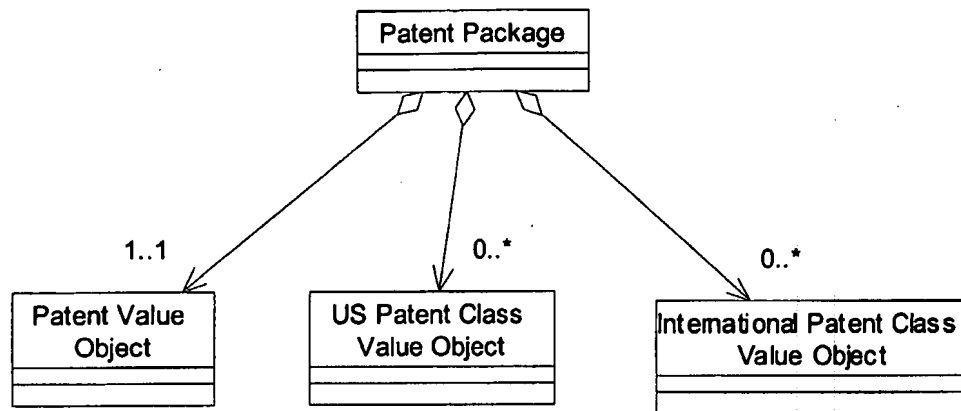 Patent Package
1..1
0..*
0..*
Patent Value
Object
US Patent Class
Value Object
International Patent Class
Value Object